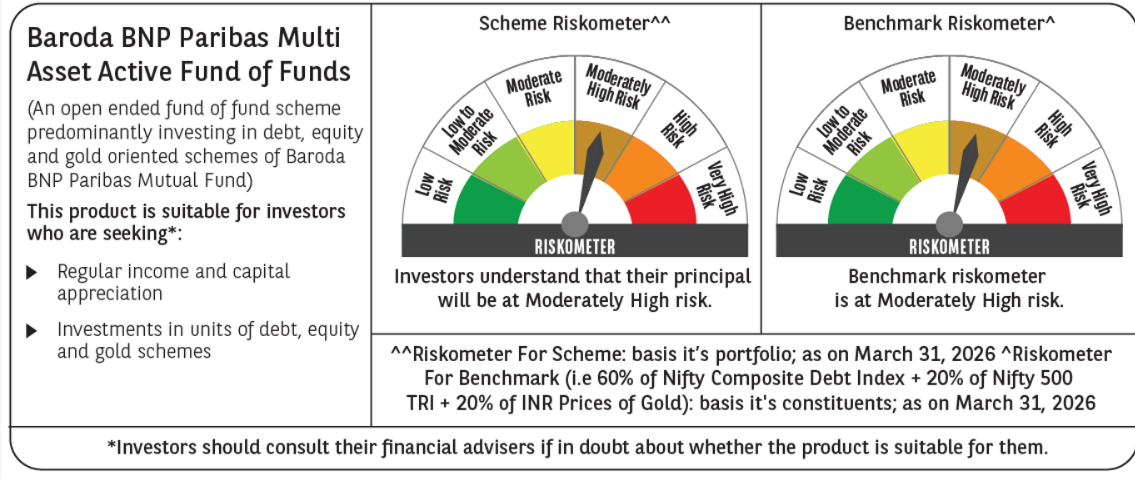 Baroda BNP Paribas Multi
Asset Active Fund of Funds
(An open ended fund of fund scheme
predominantly investing in debt, equity
and gold oriented schemes of Baroda
BNP Paribas Mutual Fund)
This product is suitable for investors
who are seeking*:
Regular income and capital
appreciation
Investments in units of debt, equity
and gold schemes
Scheme Riskometer^^
Low
Risk
Low to
Moderate
Risk
Moderate
Risk
Moderately
High Risk
High
Risk
Very High
Risk
RISKOMETER
Investors understand that their principal
will be at Moderately High risk.
Benchmark Riskometer^
Low
Risk
Low to
Moderate
Risk
Moderate
Risk
Moderately
High Risk
High
Risk
Very High
Risk
RISKOMETER
Benchmark riskometer
is at Moderately High risk.
^^Riskometer For Scheme: basis it’s portfolio; as on March 31, 2026 ^Riskometer
For Benchmark (i.e 60% of Nifty Composite Debt Index + 20% of Nifty 500
TRI + 20% of INR Prices of Gold): basis it's constituents; as on March 31, 2026
*Investors should consult their financial advisers if in doubt about whether the product is suitable for them.